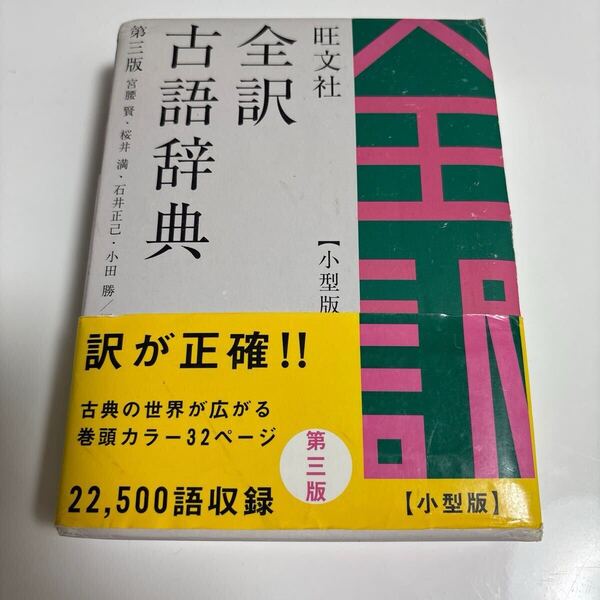 旺文社
全訳
古語辞典
第三版 宮腰 賢・桜井 満・石井正己・小田 勝/
【小型版
全訳
訳が正確!!
古典の世界が広がる
巻頭カラー32ページ
第三版
22,500語収録
【小型版】